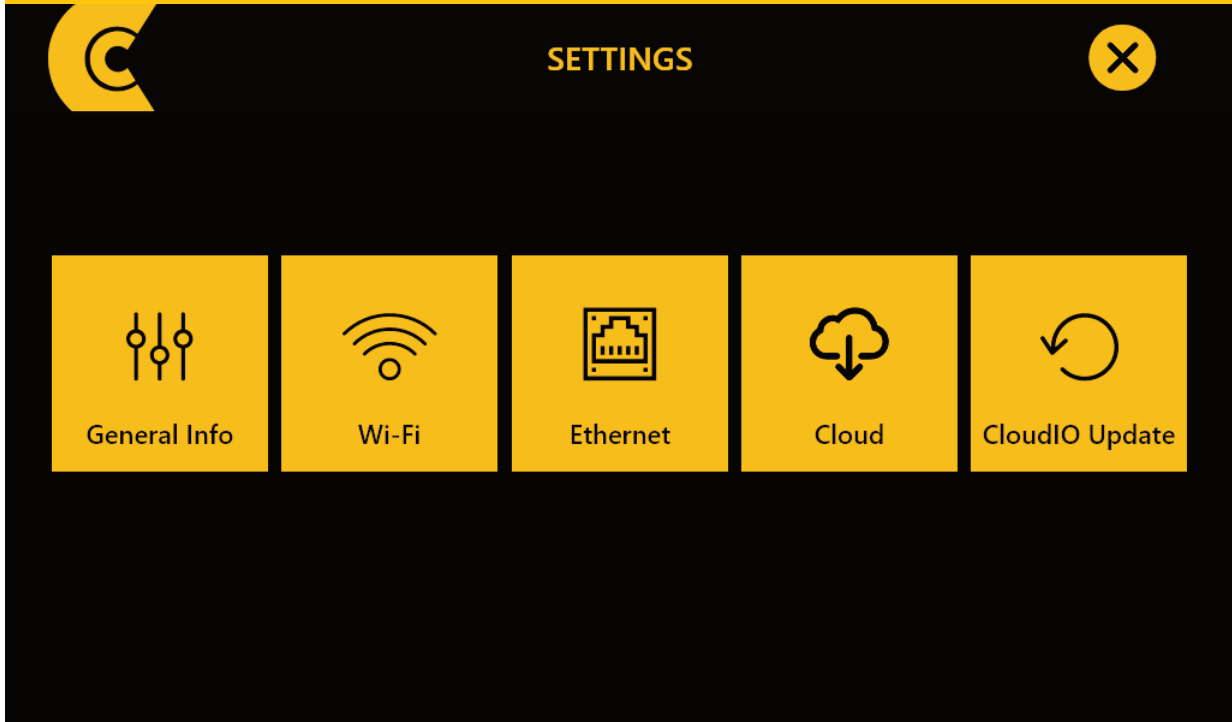 SETTINGS
General Info
Wi-Fi
Ethernet
Cloud
CloudIO Update